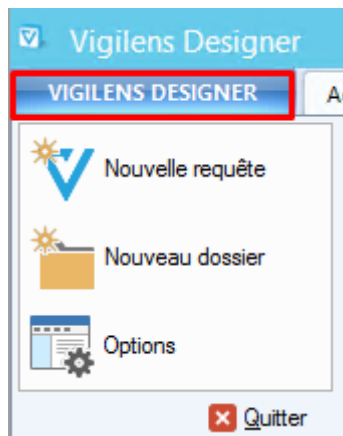 Vigilens Designer
VIGILENS DESIGNER
Nouvelle requête
Nouveau dossier
Options
Quitter